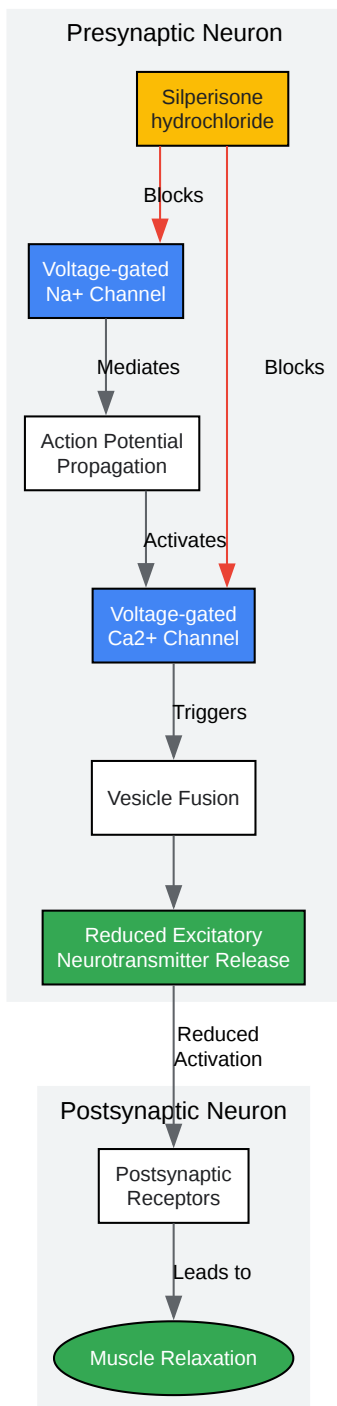 Presynaptic Neuron
Silperisone
hydrochloride
Blocks
Voltage-gated
Na+ Channel
Mediates
Blocks
Action Potential
Propagation
Activates
Voltage-gated
Ca2+ Channel
Triggers
Vesicle Fusion
Reduced Excitatory
Neurotransmitter Release
Reduced
Activation
Postsynaptic Neuron
Postsynaptic
Receptors
Leads to
Muscle Relaxation